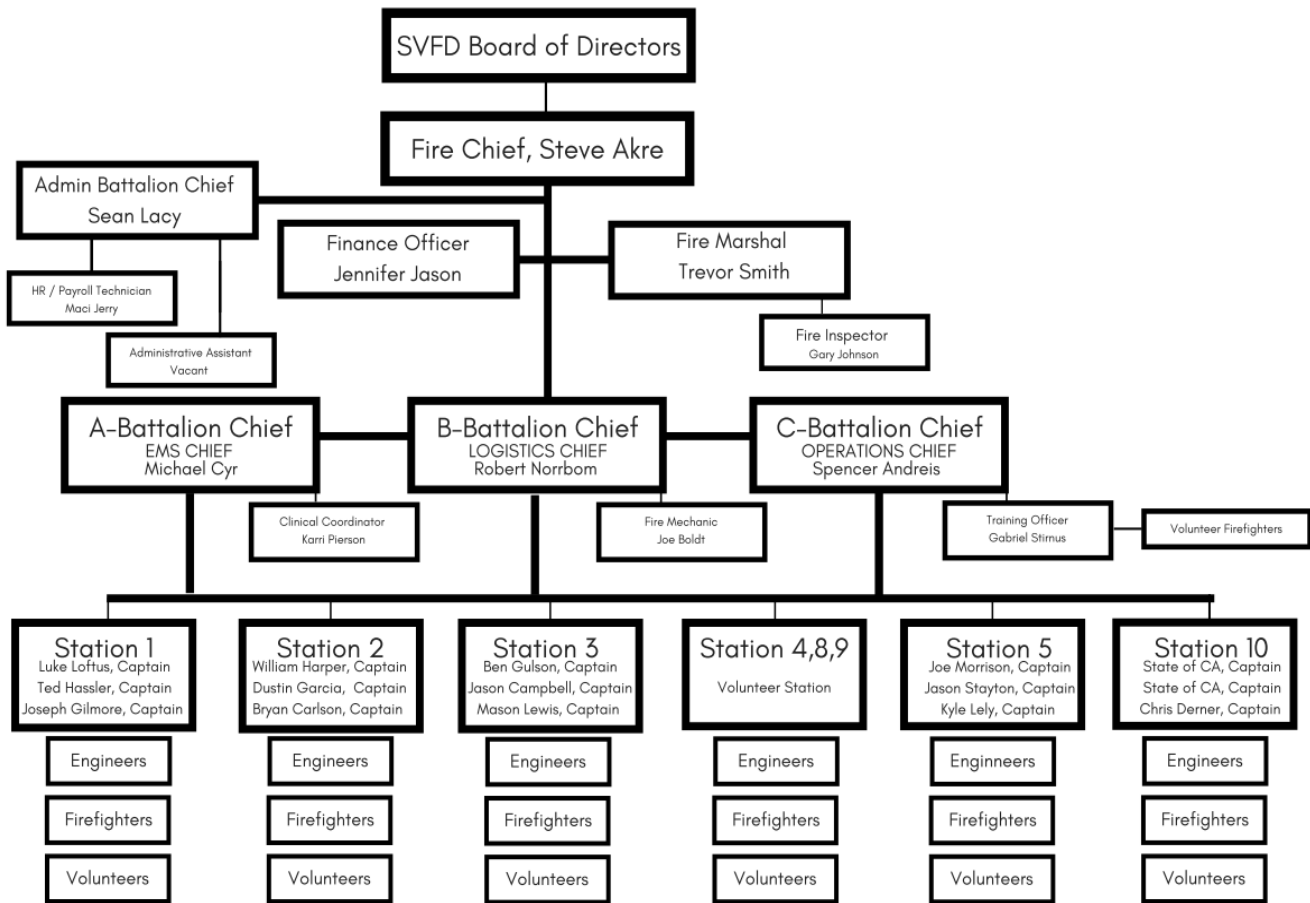 SVFD Board of Directors
Fire Chief, Steve Akre
Admin Battalion Chief
Sean Lacy
Finance Officer
Jennifer Jason
Fire Marshal
Trevor Smith
HR / Payroll Technician
Maci Jerry
Administrative Assistant
Vacant
Fire Inspector
Gary Johnson
A-Battalion Chief
EMS CHIEF
Michael Cyr
B-Battalion Chief
LOGISTICS CHIEF
Robert Norrbom
C-Battalion Chief
OPERATIONS CHIEF
Spencer Andreis
Clinical Coordinator
Karri Pierson
Fire Mechanic
Joe Boldt
Training Officer
Gabriel Stirnus
Volunteer Firefighters
Station 1
Luke Loftus, Captain
Ted Hassler, Captain
Joseph Gilmore, Captain
Station 2
William Harper, Captain
Dustin Garcia, Captain
Bryan Carlson, Captain
Station 3
Ben Gulson, Captain
Jason Campbell, Captain
Mason Lewis, Captain
Station 4,8,9
Volunteer Station
Station 5
Joe Morrison, Captain
Jason Stayton, Captain
Kyle Lely, Captain
Station 10
State of CA, Captain
State of CA, Captain
Chris Derner, Captain
Engineers
Engineers
Engineers
Engineers
Enginneers
Engineers
Firefighters
Firefighters
Firefighters
Firefighters
Firefighters
Firefighters
Volunteers
Volunteers
Volunteers
Volunteers
Volunteers
Volunteers